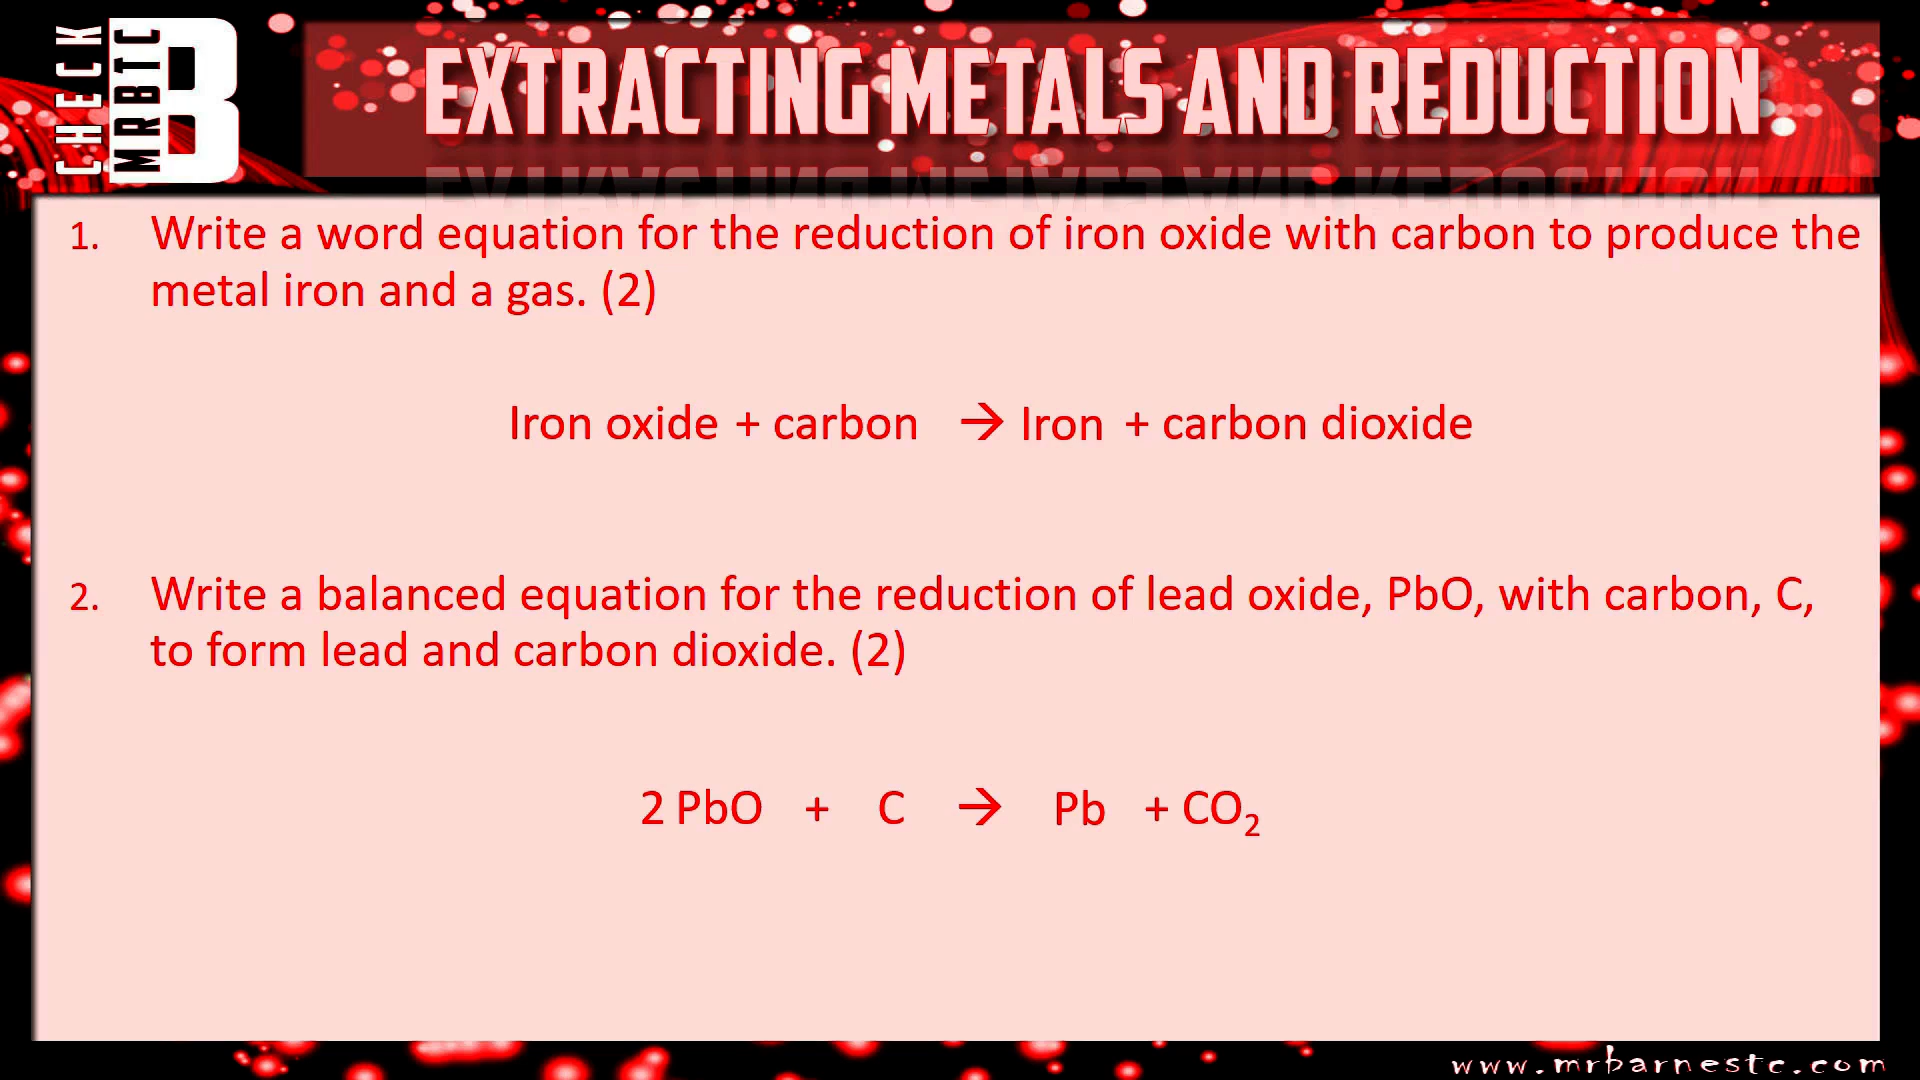 CHECK
MRBTC
B
EXTRACTING METALS AND REDUCTION
1. Write a word equation for the reduction of iron oxide with carbon to produce the
metal iron and a gas. (2)
Iron oxide + carbon → Iron + carbon dioxide
2. Write a balanced equation for the reduction of lead oxide, PbO, with carbon, C,
to form lead and carbon dioxide. (2)
2 PbO + C → Pb + CO₂
www.mrbarnestc.com